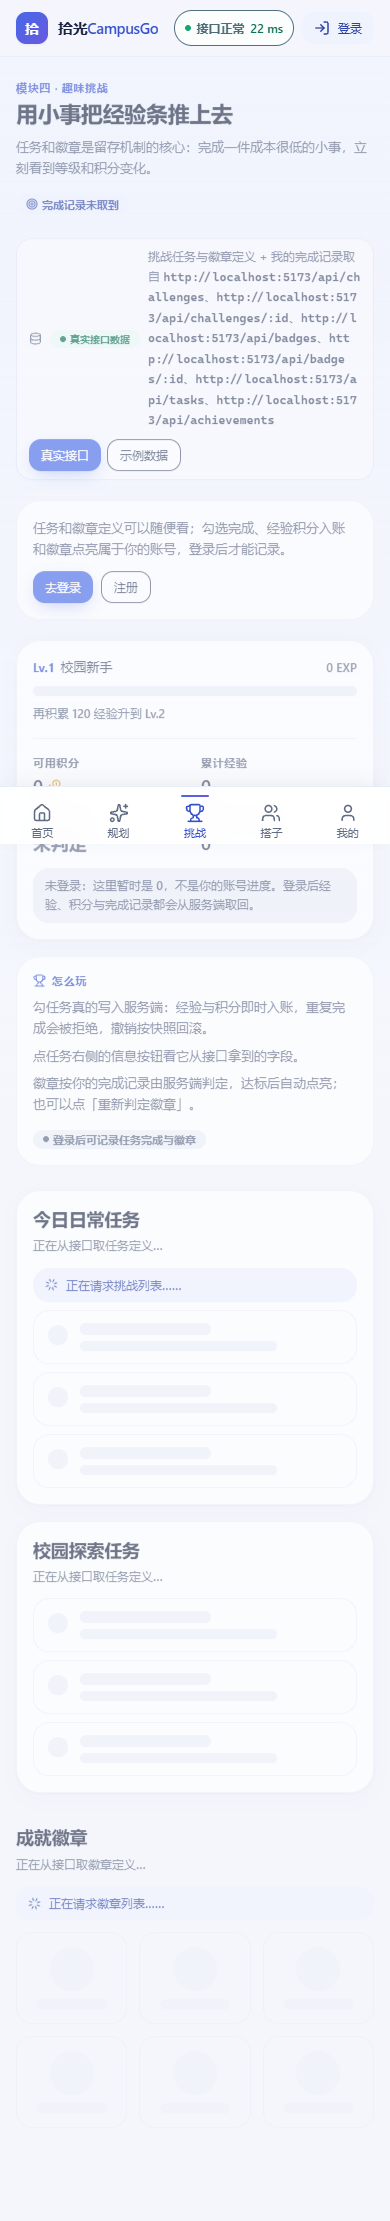 拾 拾光CampusGo 接口正常 22 ms 登录
模块四 · 趣味挑战
用小事把经验条推上去
任务和徽章是留存机制的核心：完成一件成本很低的小事，立
刻看到等级和积分变化。
完成记录未取到
挑战任务与徽章定义 + 我的完成记录取
自 http://localhost:5173/api/ch
allenges、http://localhost:517
3/api/challenges/:id、http://l
ocalhost:5173/api/badges、htt
真实接口数据
p://localhost:5173/api/badge
s/:id、http://localhost:5173/a
pi/tasks、http://localhost:517
3/api/achievements
真实接口 示例数据
任务和徽章定义可以随便看；勾选完成、经验积分入账
和徽章点亮属于你的账号，登录后才能记录。
去登录 注册
Lv.1 校园新手 0 EXP
再积累 120 经验升到 Lv.2
可用积分 累计经验
首页 规划 挑战 搭子 我的
未登录：这里暂时是 0，不是你的账号进度。登录后经
验、积分与完成记录都会从服务端取回。
怎么玩
勾任务真的写入服务端：经验与积分即时入账，重复完
成会被拒绝，撤销按快照回滚。
点任务右侧的信息按钮看它从接口拿到的字段。
徽章按你的完成记录由服务端判定，达标后自动点亮；
也可以点「重新判定徽章」。
登录后可记录任务完成与徽章
今日日常任务
正在从接口取任务定义…
正在请求挑战列表……
校园探索任务
正在从接口取任务定义…
成就徽章
正在从接口取徽章定义…
正在请求徽章列表……